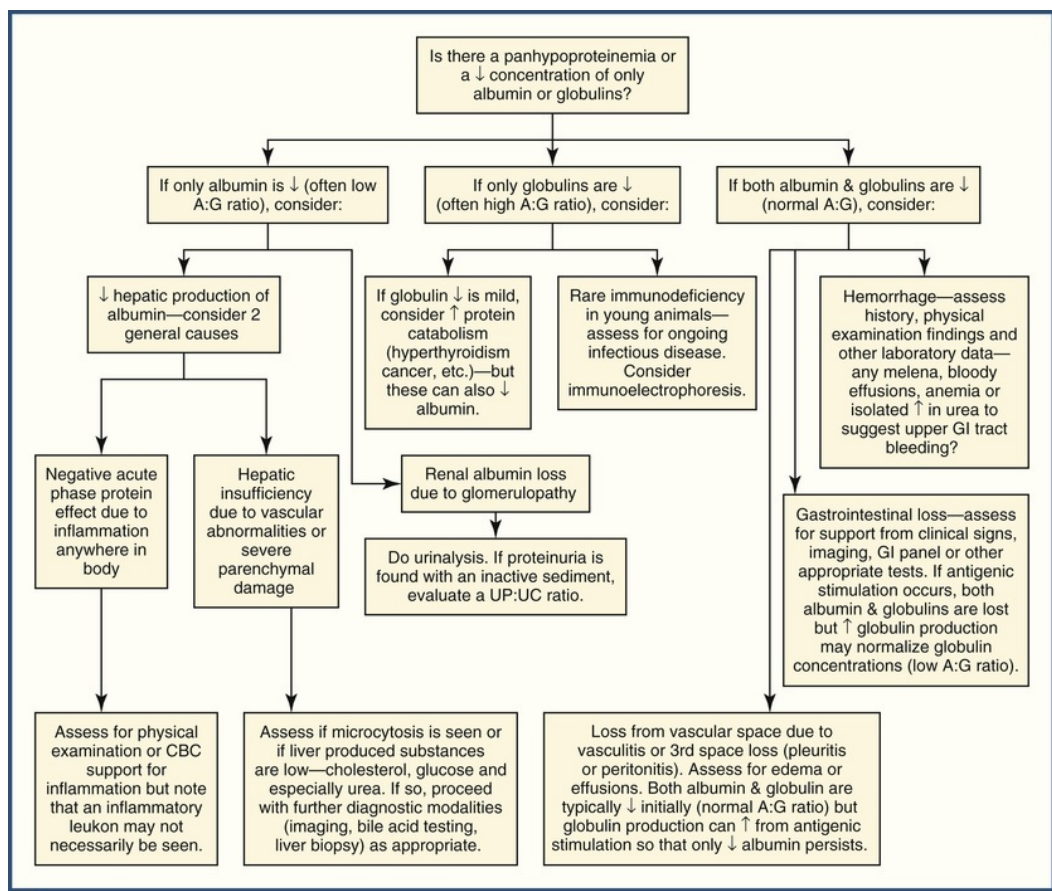 Is there a panhypoproteinemia or
a ↓ concentration of only
albumin or globulins?
If only albumin is ↓ (often low
A:G ratio), consider:
If only globulins are ↓
(often high A:G ratio), consider:
If both albumin & globulins are ↓
(normal A:G), consider:
↓ hepatic production of
albumin—consider 2
general causes
If globulin ↓ is mild,
consider ↑ protein
catabolism
(hyperthyroidism
cancer, etc.)—but
these can also ↓
albumin.
Rare immunodeficiency
in young animals—
assess for ongoing
infectious disease.
Consider
immunoelectrophoresis.
Hemorrhage—assess
history, physical
examination findings and
other laboratory data—
any melena, bloody
effusions, anemia or
isolated ↑ in urea to
suggest upper GI tract
bleeding?
Negative acute
phase protein
effect due to
inflammation
anywhere in
body
Hepatic
insufficiency
due to vascular
abnormalities or
severe
parenchymal
damage
Renal albumin loss
due to glomerulopathy
Do urinalysis. If proteinuria is
found with an inactive sediment,
evaluate a UP:UC ratio.
Gastrointestinal loss—assess
for support from clinical signs,
imaging, GI panel or other
appropriate tests. If antigenic
stimulation occurs, both
albumin & globulins are lost
but ↑ globulin production
may normalize globulin
concentrations (low A:G ratio).
Assess for physical
examination or CBC
support for
inflammation but note
that an inflammatory
leukon may not
necessarily be seen.
Assess if microcytosis is seen or
if liver produced substances
are low—cholesterol, glucose and
especially urea. If so, proceed
with further diagnostic modalities
(imaging, bile acid testing,
liver biopsy) as appropriate.
Loss from vascular space due to
vasculitis or 3rd space loss (pleuritis
or peritonitis). Assess for edema or
effusions. Both albumin & globulin are
typically ↓ initially (normal A:G ratio) but
globulin production can ↑ from antigenic
stimulation so that only ↓ albumin persists.